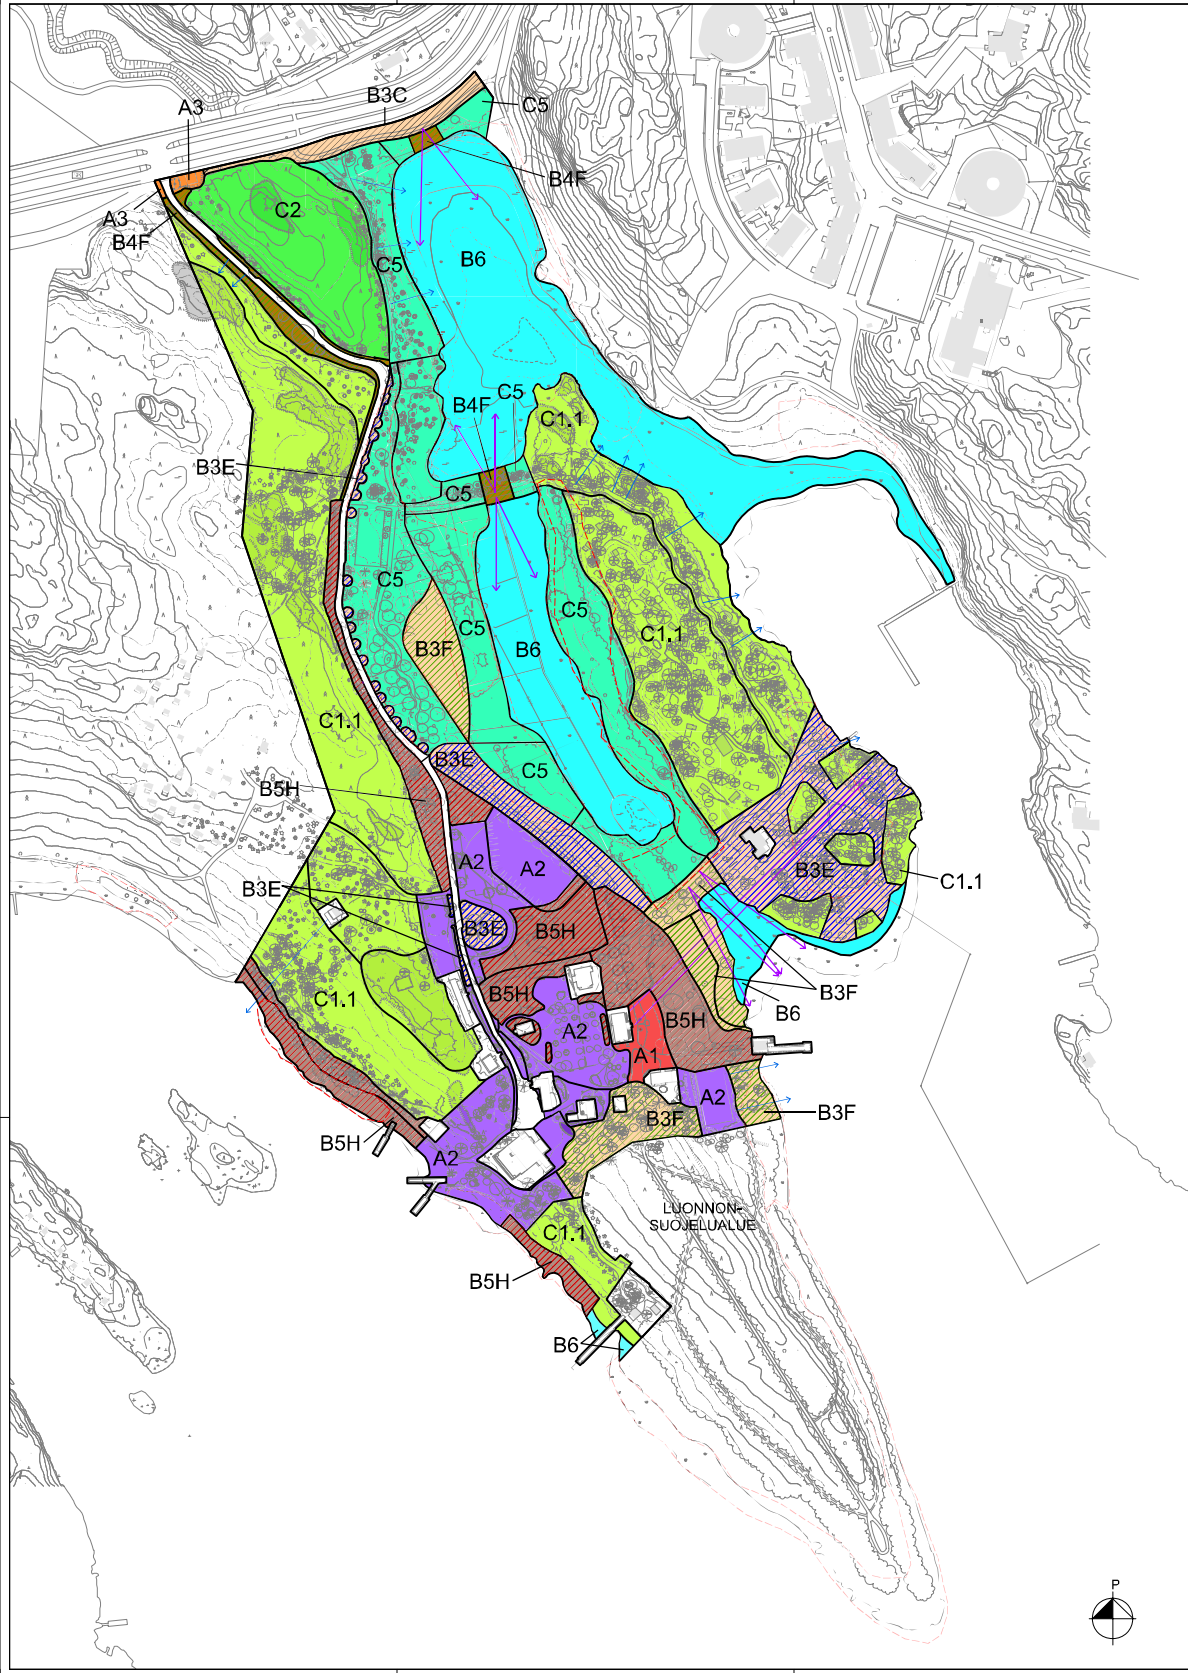 A3
B3C
C5
B4F
A3
B4F
C2
C5
B6
C5
B4F
C1.1
B3E
C5
C5
B3F
C5
C5
B6
C1.1
C1.1
B3E
C5
B5H
A2
A2
B3E
B3E
C1.1
B3E
B5H
C1.1
B5H
B3F
B6
A2
B5H
A1
A2
B3F
B3F
B5H
A2
LUONNON-
SUOJELUALUE
C1.1
B5H
B6
P